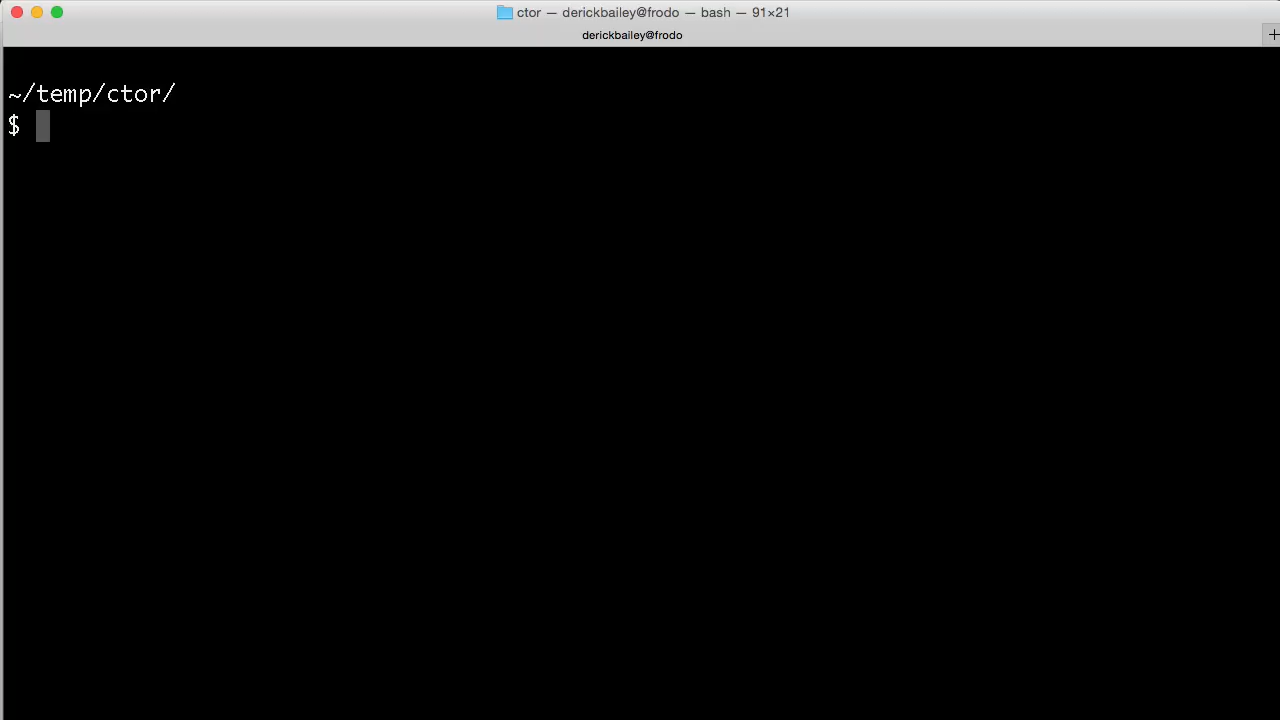 ctor — derickbailey@frodo — bash — 91×21
derickbailey@frodo
+
~/temp/ctor/
$